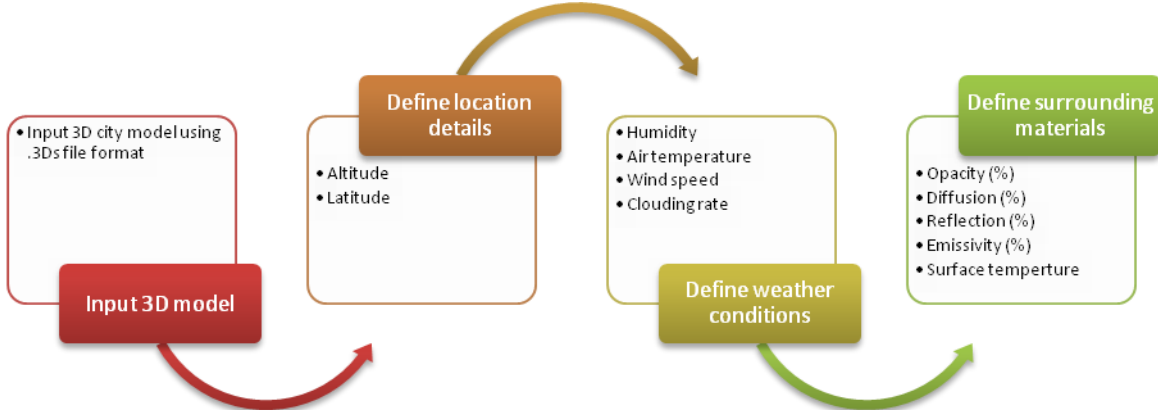 • Input 3D city model using
.3Ds file format
Input 3D model
Define location
details
• Altitude
• Latitude
• Humidity
• Air temperature
• Wind speed
• Clouding rate
Define weather
conditions
Define surrounding
materials
• Opacity (%)
• Diffusion (%)
• Reflection (%)
• Emissivity (%)
• Surface temperture